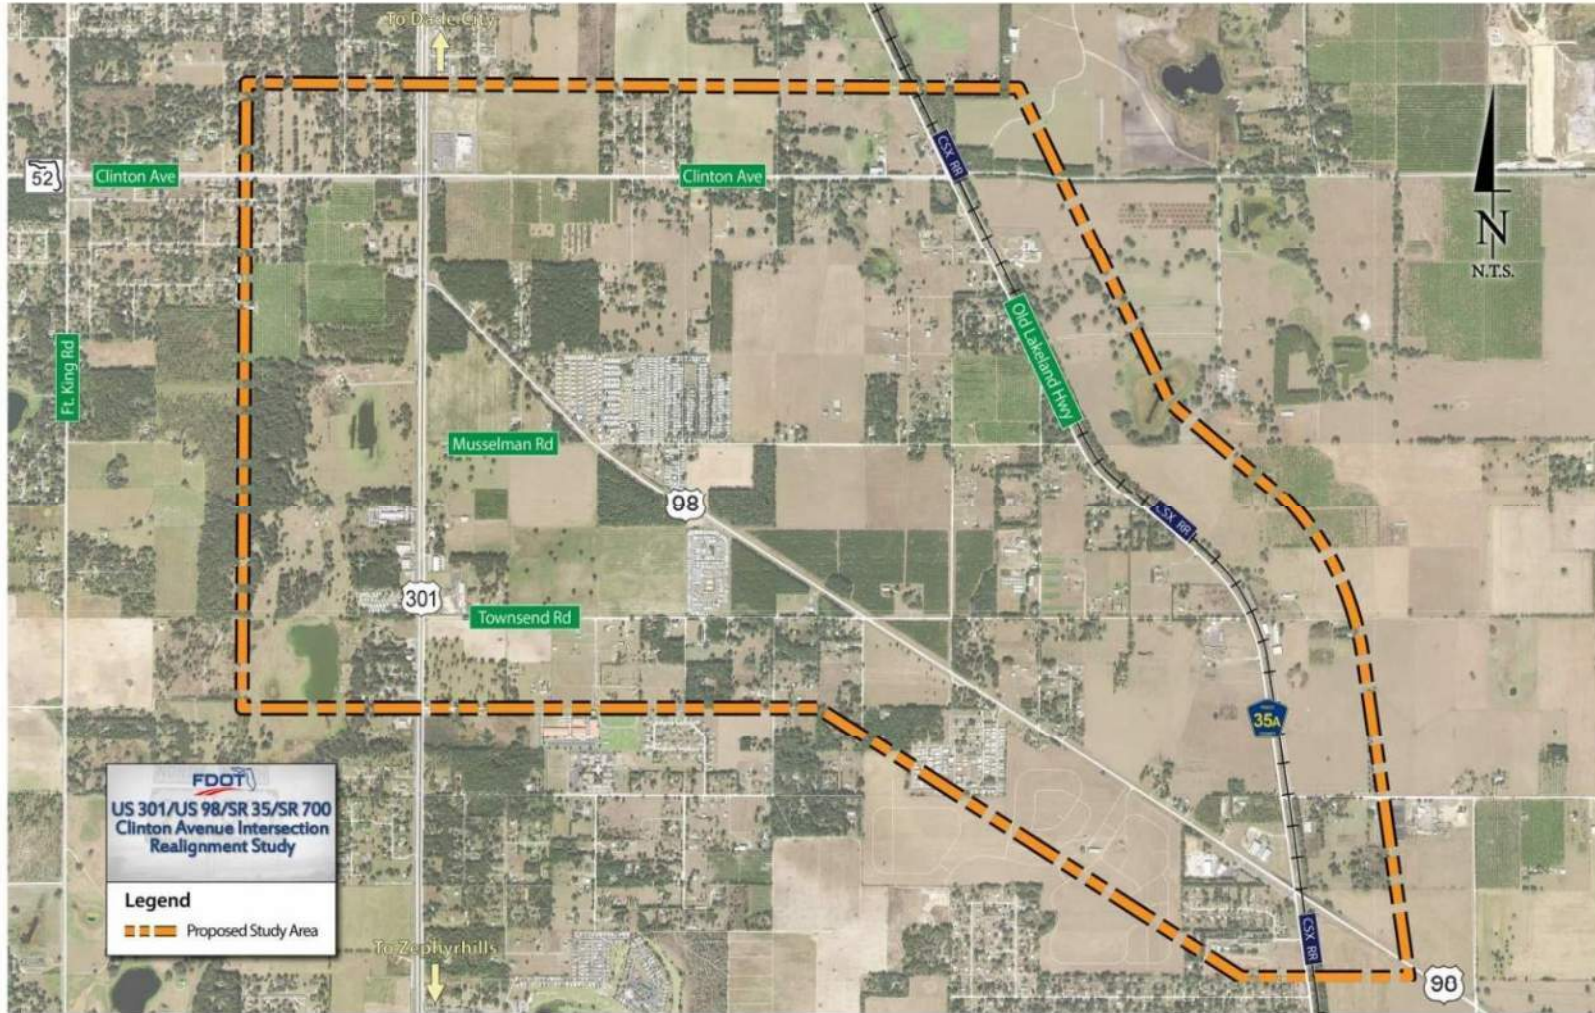 To Dade City
52
Clinton Ave
Clinton Ave
CSX RR
N
N.T.S.
Old Lakeland Hwy
Ft. King Rd
Musselman Rd
98
CSX RR
301
Townsend Rd
35A
FDOT
US 301/US 98/SR 35/SR 700
Clinton Avenue Intersection
Realignment Study
Legend
Proposed Study Area
To Zephyrhills
CSX RR
98